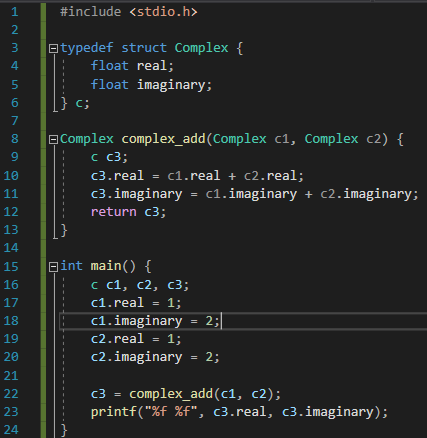 1 #include <stdio.h>
2
3 typedef struct Complex {
4 float real;
5 float imaginary;
6 } c;
7
8 Complex complex_add(Complex c1, Complex c2) {
9 c c3;
10 c3.real = c1.real + c2.real;
11 c3.imaginary = c1.imaginary + c2.imaginary;
12 return c3;
13 }
14
15 int main() {
16 c c1, c2, c3;
17 c1.real = 1;
18 c1.imaginary = 2;
19 c2.real = 1;
20 c2.imaginary = 2;
21
22 c3 = complex_add(c1, c2);
23 printf("%f %f", c3.real, c3.imaginary);
24 }